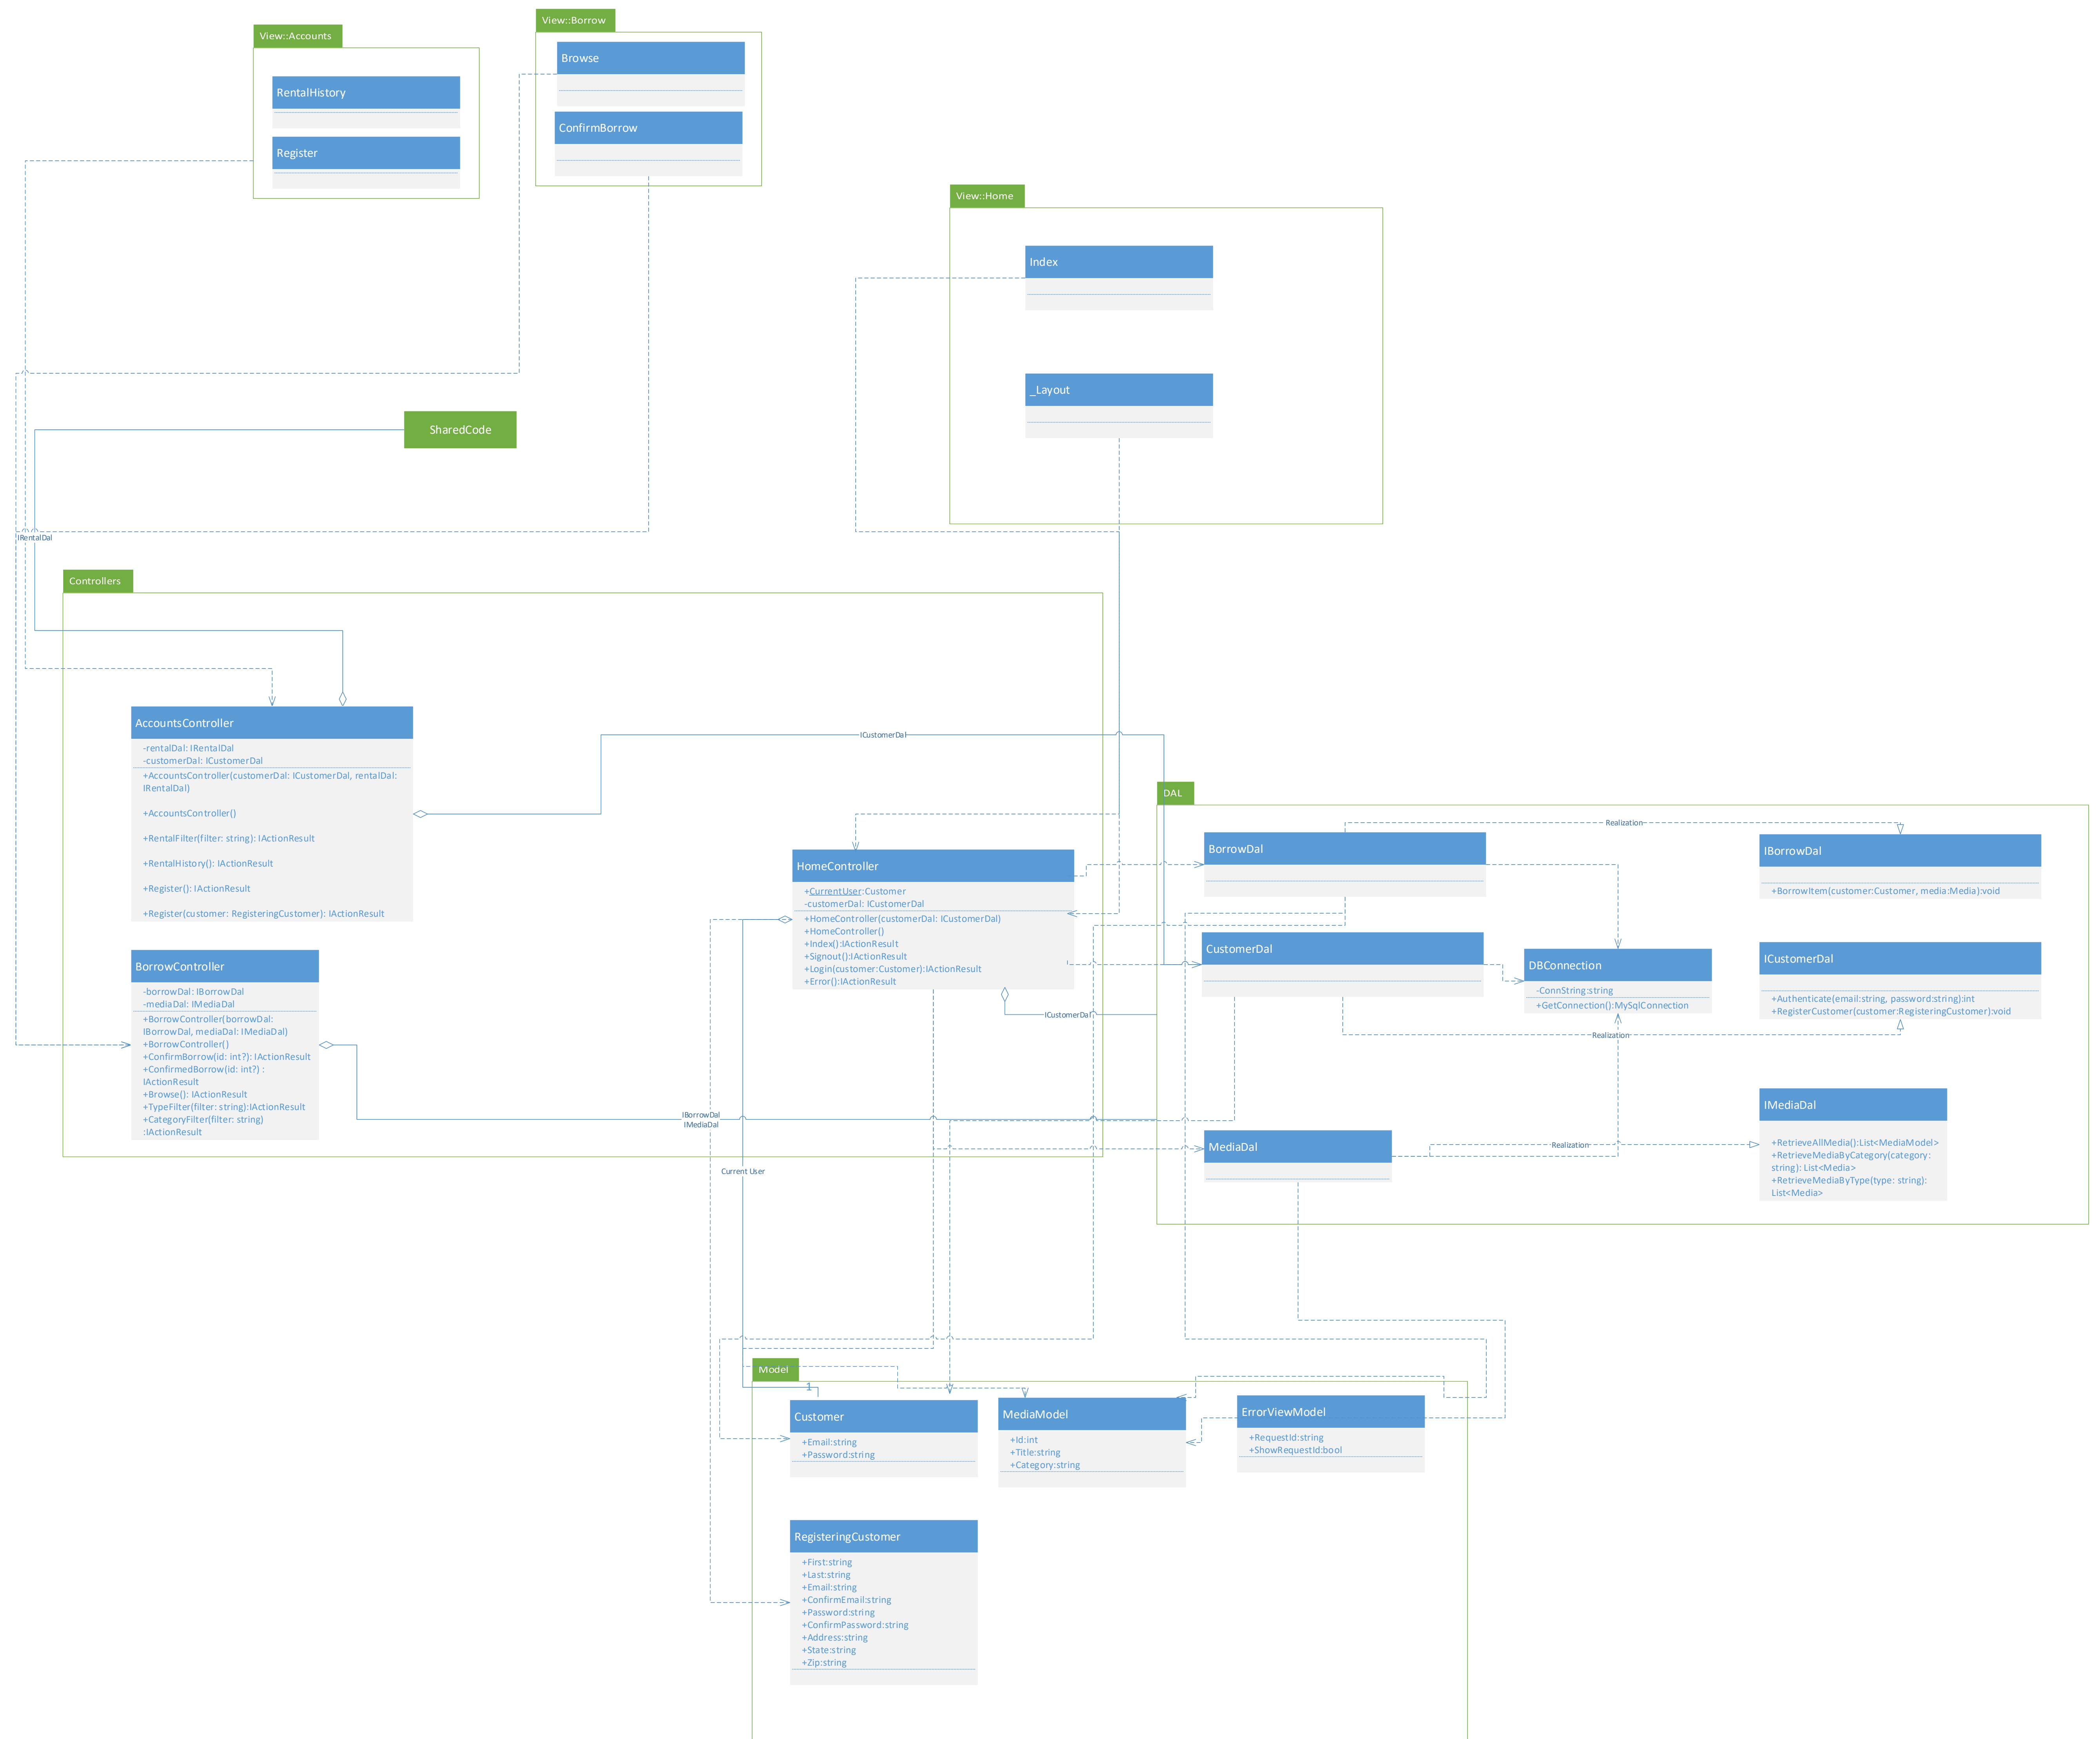 View::Accounts
RentalHistory
Register
View::Borrow
Browse
ConfirmBorrow
View::Home
Index
_Layout
SharedCode
IRentalDal
Controllers
AccountsController
-rentalDal: IRentalDal
-customerDal: ICustomerDal
+AccountsController(customerDal: ICustomerDal, rentalDal:
IRentalDal)
+AccountsController()
+RentalFilter(filter: string): IActionResult
+RentalHistory(): IActionResult
+Register(): IActionResult
+Register(customer: RegisteringCustomer): IActionResult
ICustomerDal
BorrowController
-borrowDal: IBorrowDal
-mediaDal: IMediaDal
+BorrowController(borrowDal:
IBorrowDal, mediaDal: IMediaDal)
+BorrowController()
+ConfirmBorrow(id: int?): IActionResult
+ConfirmedBorrow(id: int?) :
IActionResult
+Browse(): IActionResult
+TypeFilter(filter: string):IActionResult
+CategoryFilter(filter: string)
:IActionResult
HomeController
+CurrentUser:Customer
-customerDal: ICustomerDal
+HomeController(customerDal: ICustomerDal)
+HomeController()
+Index():IActionResult
+Signout():IActionResult
+Login(customer:Customer):IActionResult
+Error():IActionResult
ICustomerDal
IBorrowDal
IMediaDal
Current User
DAL
BorrowDal
Realization
IBorrowDal
+BorrowItem(customer:Customer, media:Media):void
CustomerDal
DBConnection
-ConnString:string
+GetConnection():MySqlConnection
ICustomerDal
+Authenticate(email:string, password:string):int
+RegisterCustomer(customer:RegisteringCustomer):void
Realization
MediaDal
Realization
IMediaDal
+RetrieveAllMedia():List<MediaModel>
+RetrieveMediaByCategory(category:
string): List<Media>
+RetrieveMediaByType(type: string):
List<Media>
Model
1
Customer
+Email:string
+Password:string
MediaModel
+Id:int
+Title:string
+Category:string
ErrorViewModel
+RequestId:string
+ShowRequestId:bool
RegisteringCustomer
+First:string
+Last:string
+Email:string
+ConfirmEmail:string
+Password:string
+ConfirmPassword:string
+Address:string
+State:string
+Zip:string